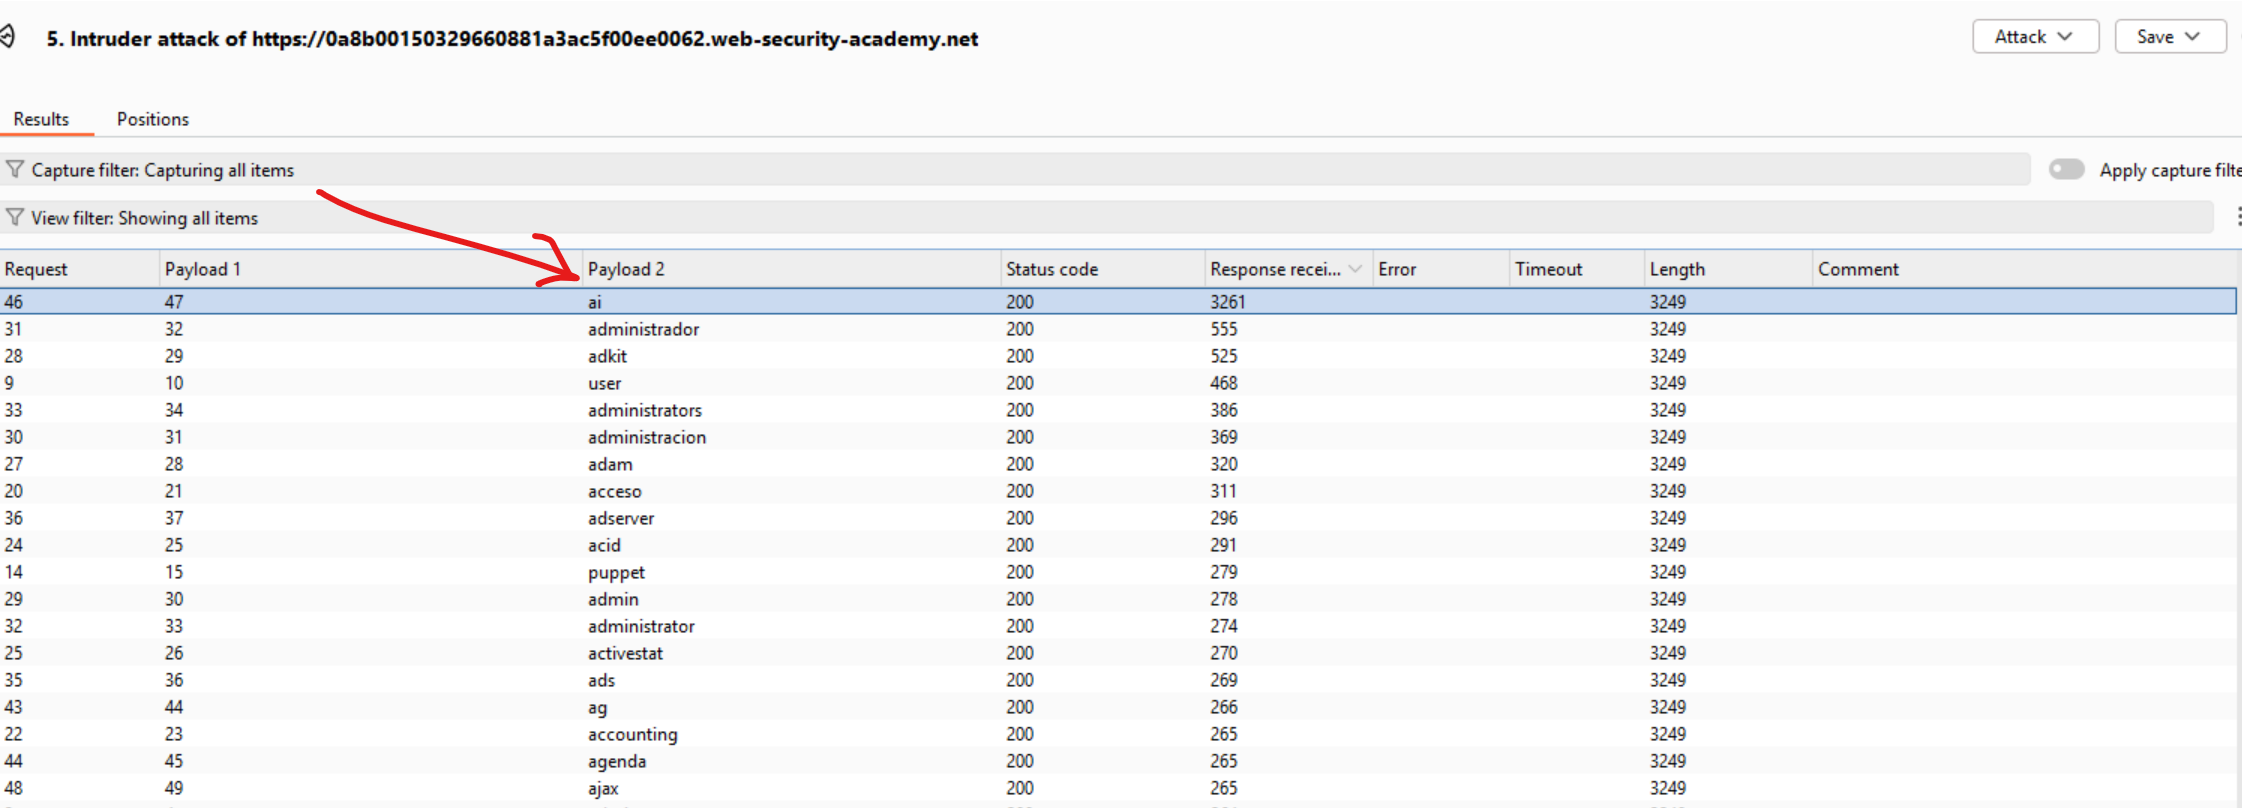 5. Intruder attack of https://0a8b00150329660881a3ac5f00ee0062.web-security-academy.net
Attack
Save
Results Positions
Capture filter: Capturing all items
Apply capture filte
View filter: Showing all items
Request Payload 1 Payload 2 Status code Response recei... Error Timeout Length Comment
46 47 ai 200 3261 3249
31 32 administrador 200 555 3249
28 29 adkit 200 525 3249
9 10 user 200 468 3249
33 34 administrators 200 386 3249
30 31 administracion 200 369 3249
27 28 adam 200 320 3249
20 21 acceso 200 311 3249
36 37 adserver 200 296 3249
24 25 acid 200 291 3249
14 15 puppet 200 279 3249
29 30 admin 200 278 3249
32 33 administrator 200 274 3249
25 26 activestat 200 270 3249
35 36 ads 200 269 3249
43 44 ag 200 266 3249
22 23 accounting 200 265 3249
44 45 agenda 200 265 3249
48 49 ajax 200 265 3249